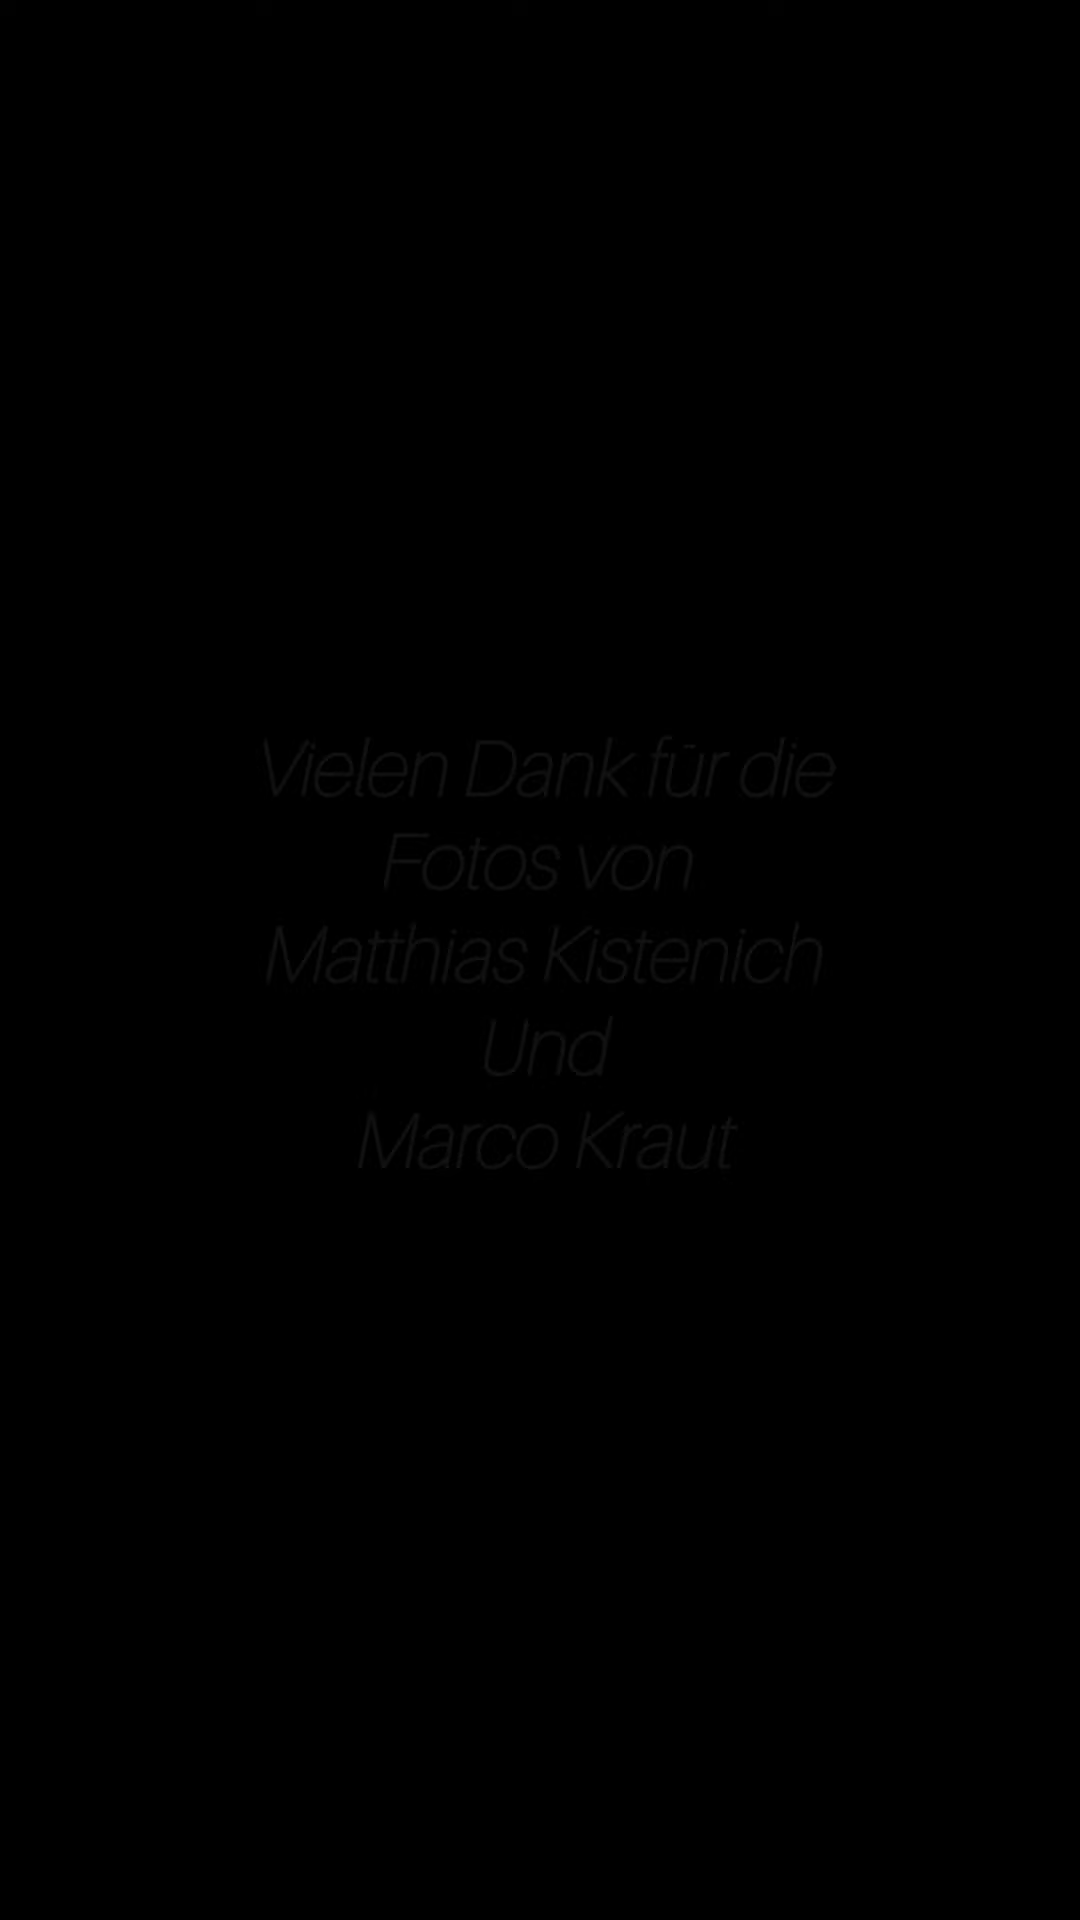 Vielen Dank für die
Fotos von
Matthias Kistenich
Und
Marco Kraut